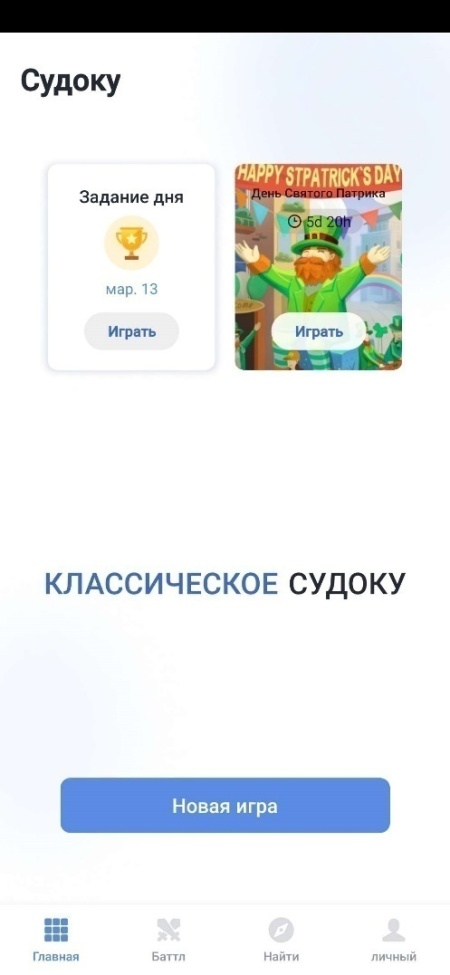 Судоку
Задание дня
мар. 13
Играть
HAPPY STPATRICK'S DAY
День Святого Патрика
5d 20h
Играть
КЛАССИЧЕСКОЕ СУДОКУ
Новая игра
Главная
Баттл
Найти
личный